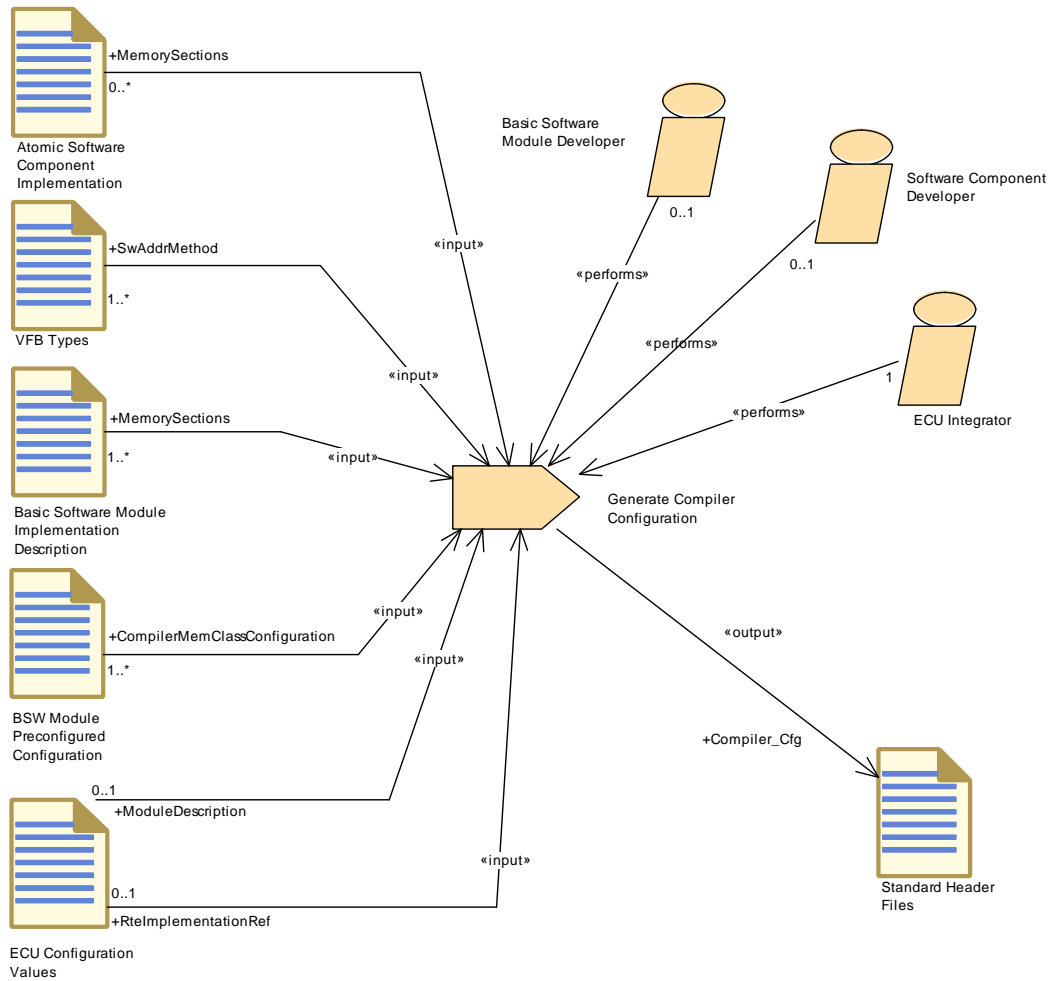 +MemorySections
0..*
Atomic Software
Component
Implementation
Basic Software
Module Developer
0..1
Software Component
Developer
0..1
+SwAddrMethod
1..*
VFB Types
«input»
«performs»
«performs»
«input»
1
ECU Integrator
«performs»
+MemorySections
1..*
«input»
Basic Software Module
Implementation
Description
Generate Compiler
Configuration
«input»
+CompilerMemClassConfiguration
1..*
«output»
«input»
BSW Module
Preconfigured
Configuration
+Compiler_Cfg
0..1
+ModuleDescription
«input»
0..1
+RteImplementationRef
Standard Header
Files
ECU Configuration
Values